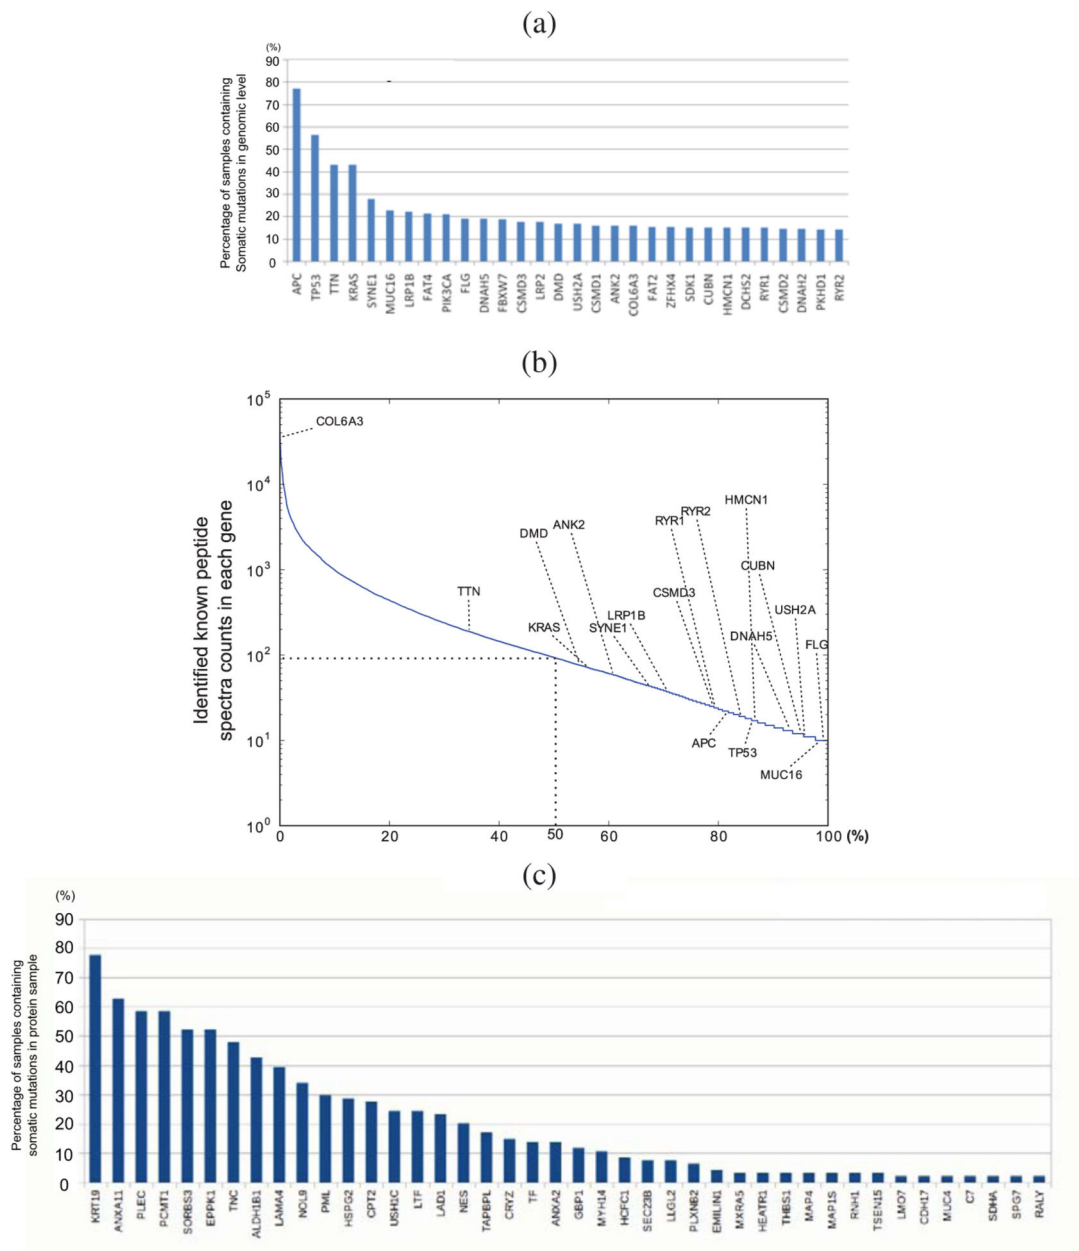 (a)
(%)
Percentage of samples containing
Somatic mutations in genomic level
90
80
70
60
50
40
30
20
10
0
APC TP53 TTN KRAS SYNE1 MUC16 LRP1B FAT4 PIK3CA FLG DNAH5 FBXW7 CSMD3 LRP2 DMD USH2A CSMD1 ANK2 COL6A3 FAT2 ZFHX4 SDK1 CUBN HMCN1 DCHS2 RYR1 CSMD2 DNAH2 PKHD1 RYR2
(b)
Identified known peptide
spectra counts in each gene
10^5
10^4
10^3
10^2
10^1
10^0
COL6A3
HMCN1
RYR2
RYR1
ANK2
DMD
CUBN
TTN
CSMD3
USH2A
LRP1B
KRAS
SYNE1
DNAH5
FLG
APC
TP53
MUC16
0 20 40 50 60 80 100 (%)
(c)
(%)
Percentage of samples containing
somatic mutations in protein sample
90
80
70
60
50
40
30
20
10
0
KRT19 ANXA11 PLEC PCMT1 SORBS3 EPPK1 TNC ALDH1B1 LAMA4 NOL9 PML HSPG2 CPT2 USH1C LTF LAD1 NES TAPBPL CRYZ TF ANXA2 GBP1 MYH14 HCFC1 SEC23B LLGL2 PLXNB2 EMILIN1 MXRA5 HEATR1 THBS1 MAP4 MAP1S RNH1 TSEN15 LMO7 CDH17 MUC4 C7 SDHA SPG7 RALY